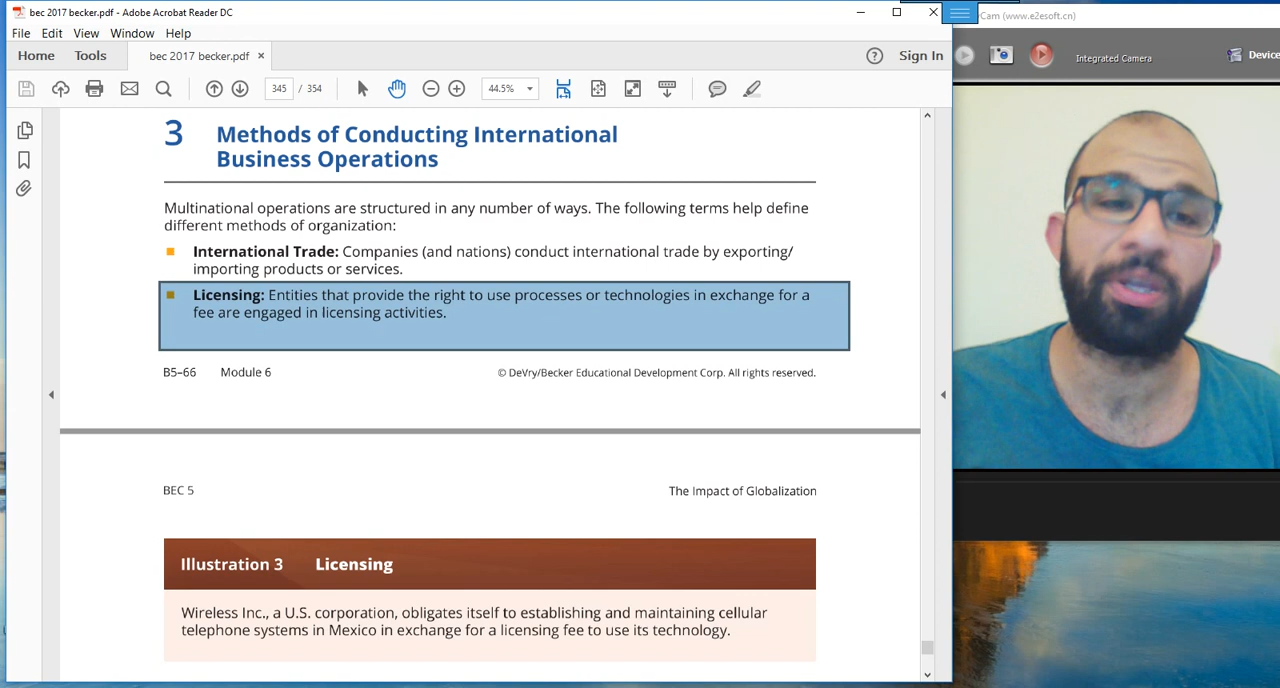 bec 2017 becker.pdf - Adobe Acrobat Reader DC
Cam (www.e2esoft.cn)
File Edit View Window Help
Home Tools bec 2017 becker.pdf × Sign In
Integrated Camera Device
345 / 354 44.5%
3 Methods of Conducting International
Business Operations
Multinational operations are structured in any number of ways. The following terms help define
different methods of organization:
International Trade: Companies (and nations) conduct international trade by exporting/
importing products or services.
Licensing: Entities that provide the right to use processes or technologies in exchange for a
fee are engaged in licensing activities.
B5–66 Module 6 © DeVry/Becker Educational Development Corp. All rights reserved.
BEC 5 The Impact of Globalization
Illustration 3 Licensing
Wireless Inc., a U.S. corporation, obligates itself to establishing and maintaining cellular
telephone systems in Mexico in exchange for a licensing fee to use its technology.